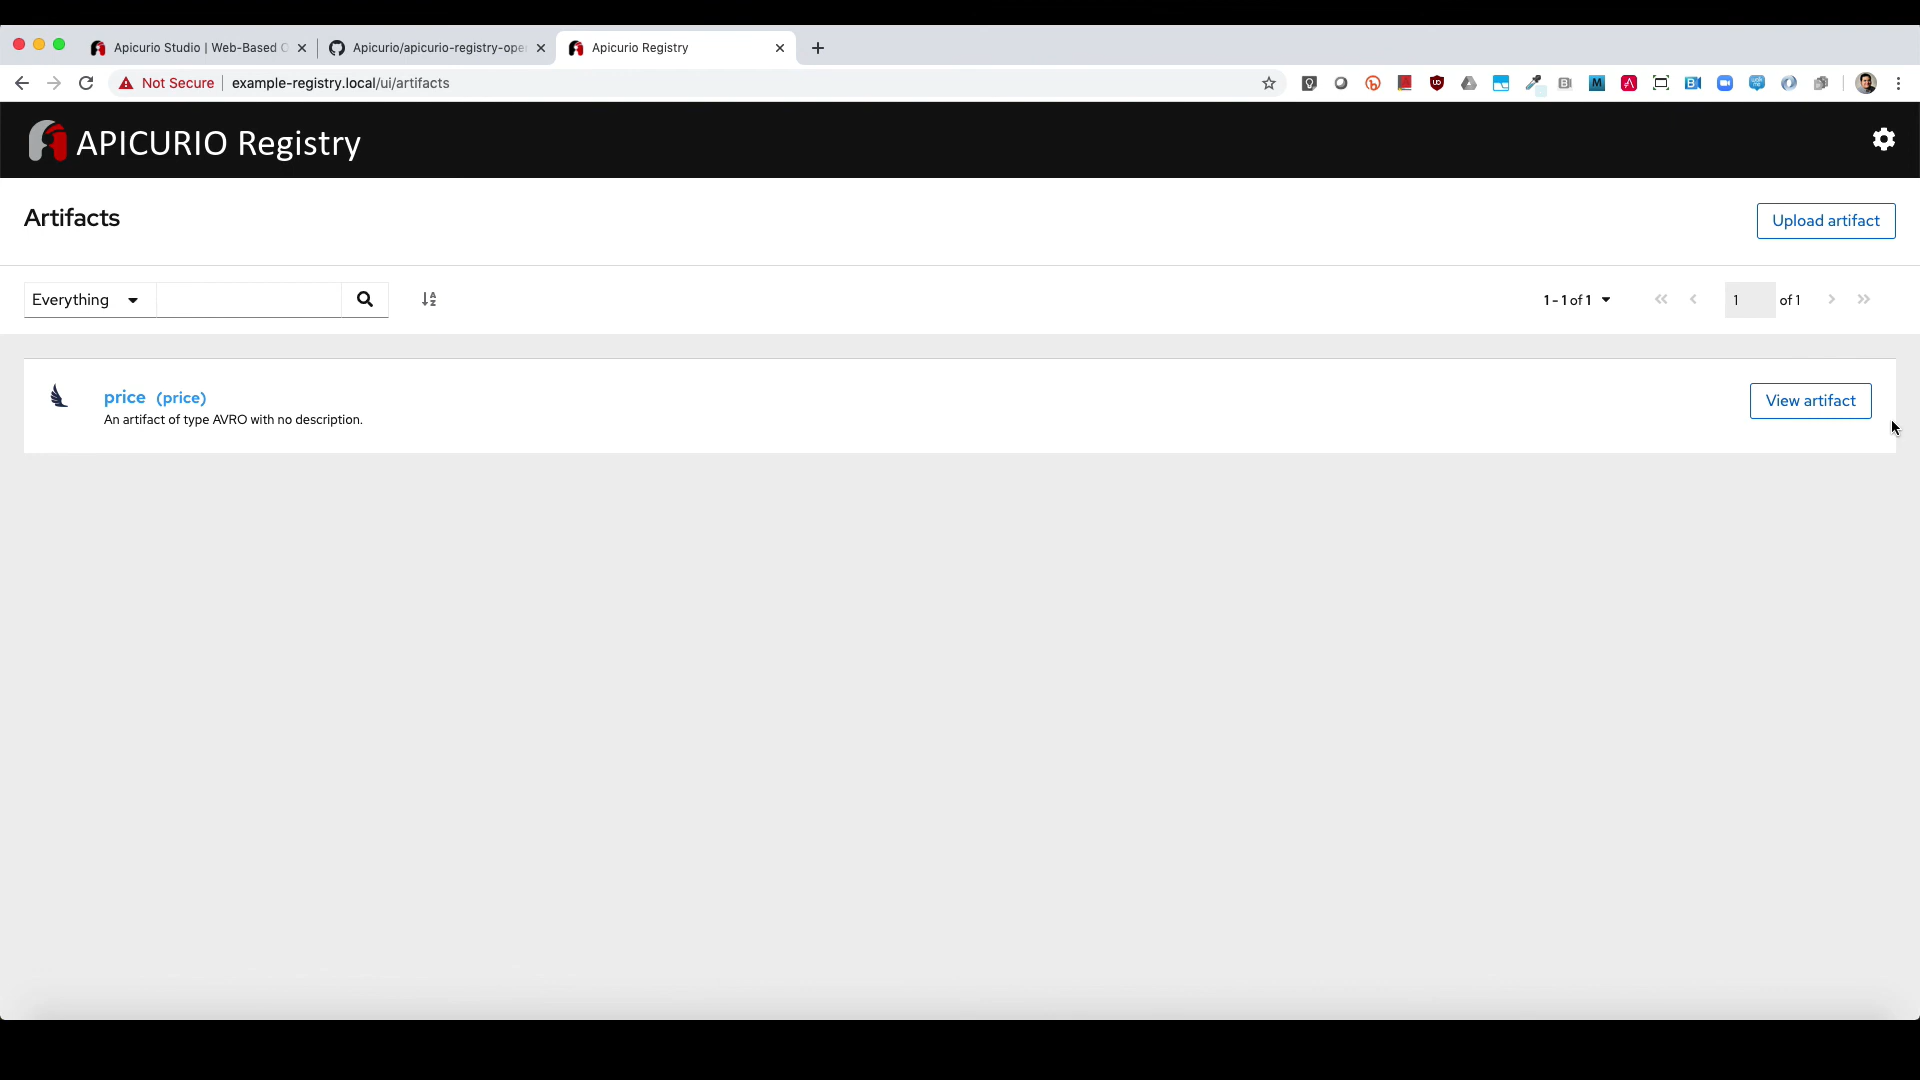 Apicurio Studio | Web-Based O
Apicurio/apicurio-registry-ope
Apicurio Registry
Not Secure
example-registry.local/ui/artifacts
APICURIO Registry
Artifacts
Upload artifact
Everything
1 - 1 of 1
1
of 1
price (price)
An artifact of type AVRO with no description.
View artifact